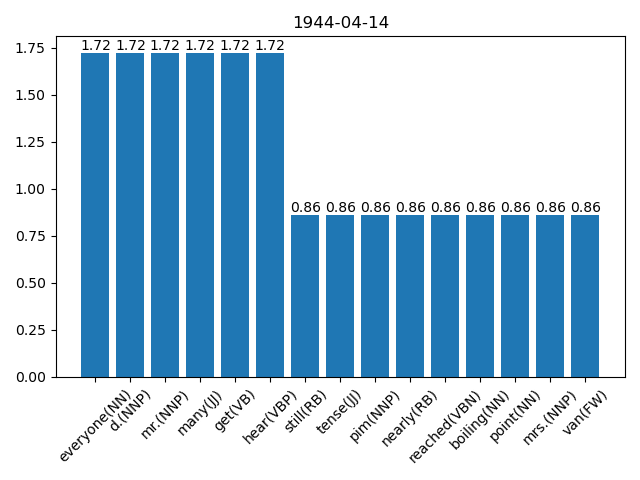 1944-04-14
1.75
1.50
1.25
1.00
0.75
0.50
0.25
0.00
1.72 1.72 1.72 1.72 1.72 1.72
0.86 0.86 0.86 0.86 0.86 0.86 0.86 0.86 0.86
everyone(NN)
d.(NNP)
mr.(NNP)
many(JJ)
get(VB)
hear(VBP)
still(RB)
tense(JJ)
pim(NNP)
nearly(RB)
reached(VBN)
boiling(NN)
point(NN)
mrs.(NNP)
van(FW)